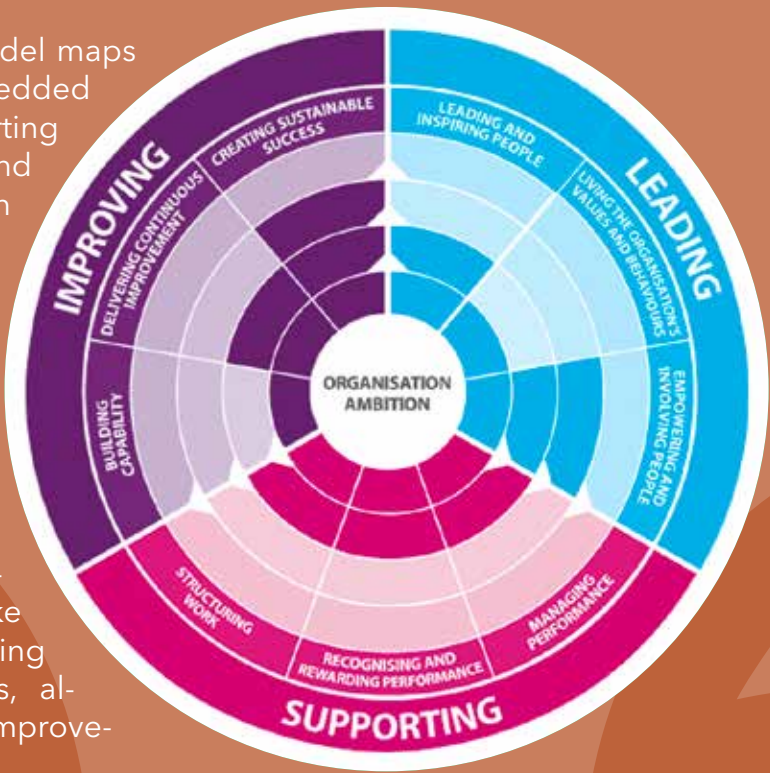 del maps
edded
rting
nd
n
-
ke
ing
s, al-
mprove-
IMPROVING
CREATING SUSTAINABLE
SUCCESS
DELIVERING CONTINUOUS
IMPROVEMENT
BUILDING
CAPABILITY
LEADING
LEADING AND
INSPIRING PEOPLE
LIVING THE ORGANISATION'S
VALUES AND BEHAVIOURS
EMPOWERING AND
INVOLVING PEOPLE
ORGANISATION
AMBITION
STRUCTURING
WORK
RECOGNISING AND
REWARDING PERFORMANCE
MANAGING
PERFORMANCE
SUPPORTING